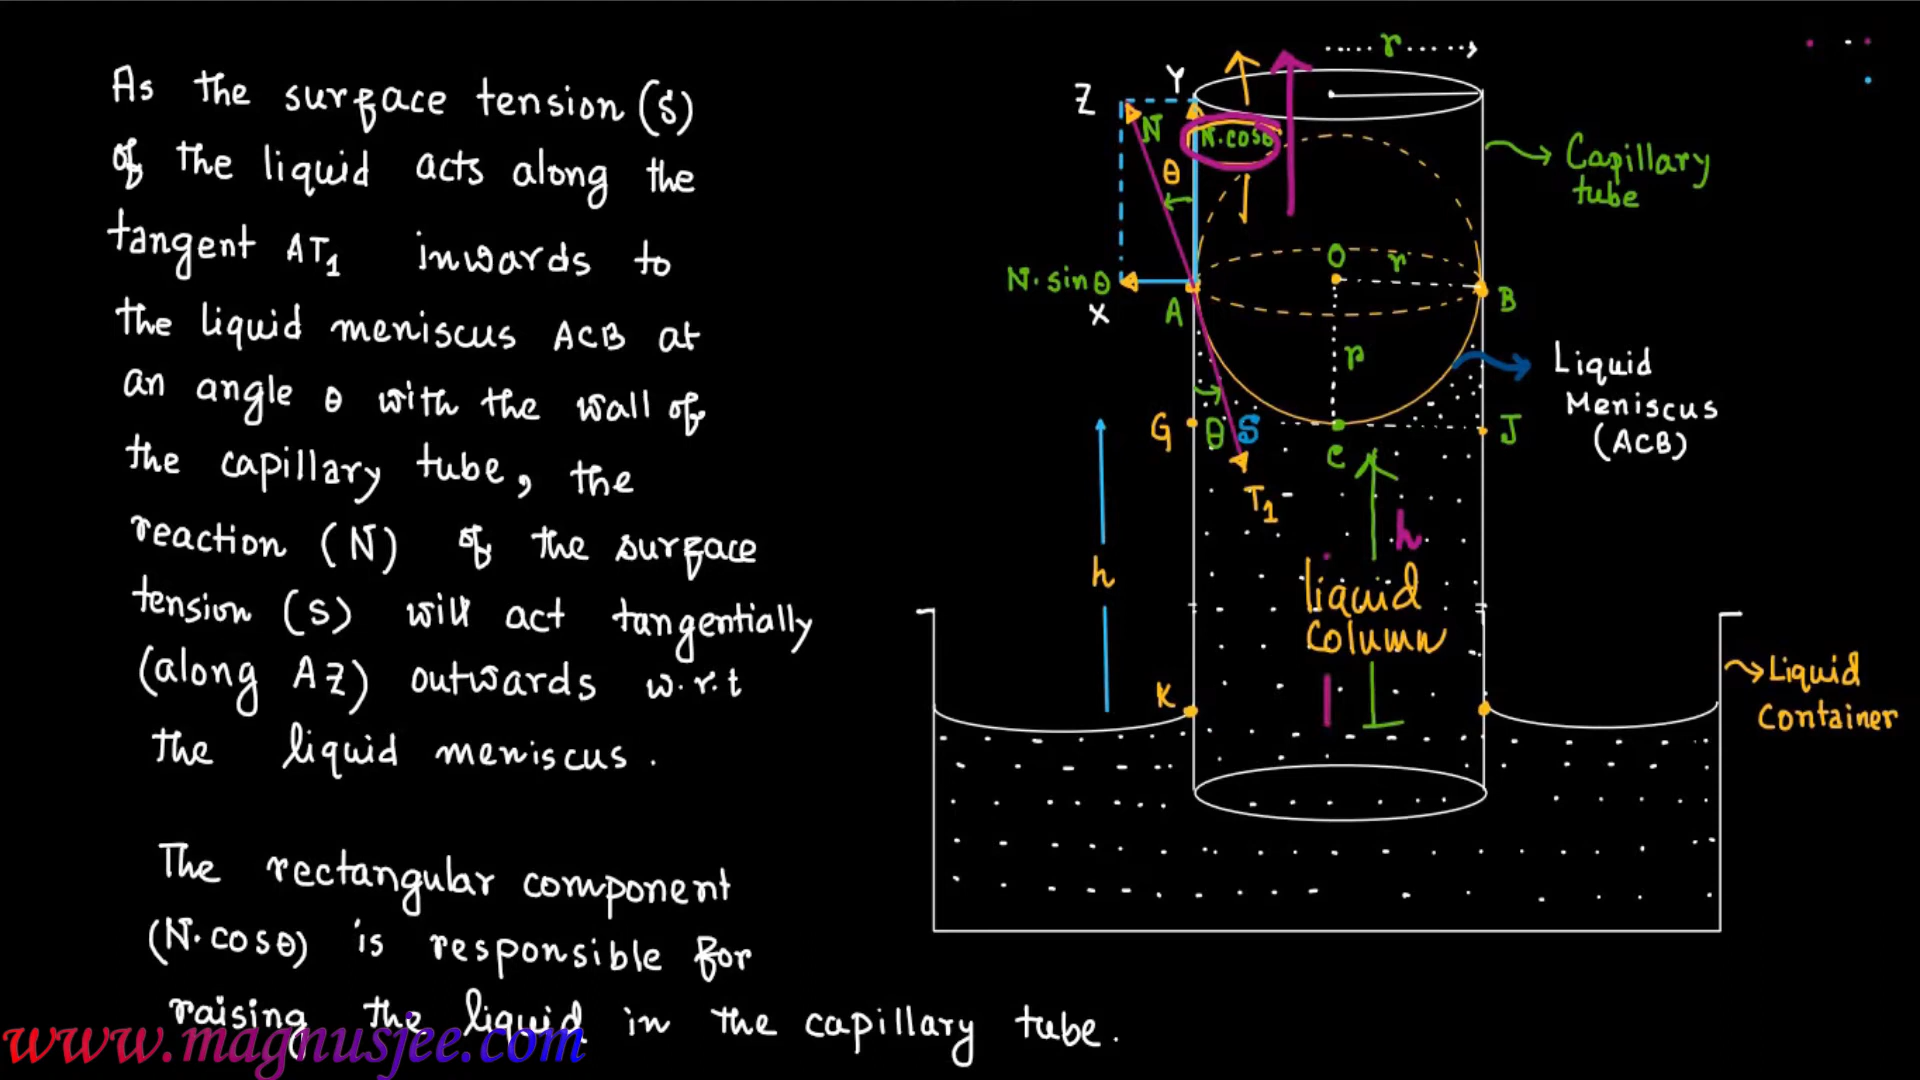 As the surface tension (S)
of the liquid acts along the
tangent AT1 inwards to
the liquid meniscus ACB at
an angle θ with the wall of
the capillary tube, the
reaction (N) of the surface
tension (S) will act tangentially
(along AZ) outwards w.r.t
the liquid meniscus.
The rectangular component
(N.cosθ) is responsible for
raising the liquid in the capillary tube.
www.magnusjee.com
r
Z
Y
N
N.cosθ
θ
Capillary
tube
O
r
N.sinθ
X
A
B
r
Liquid
Meniscus
(ACB)
G
θ
S
C
J
T1
h
h
liquid
column
K
Liquid
Container